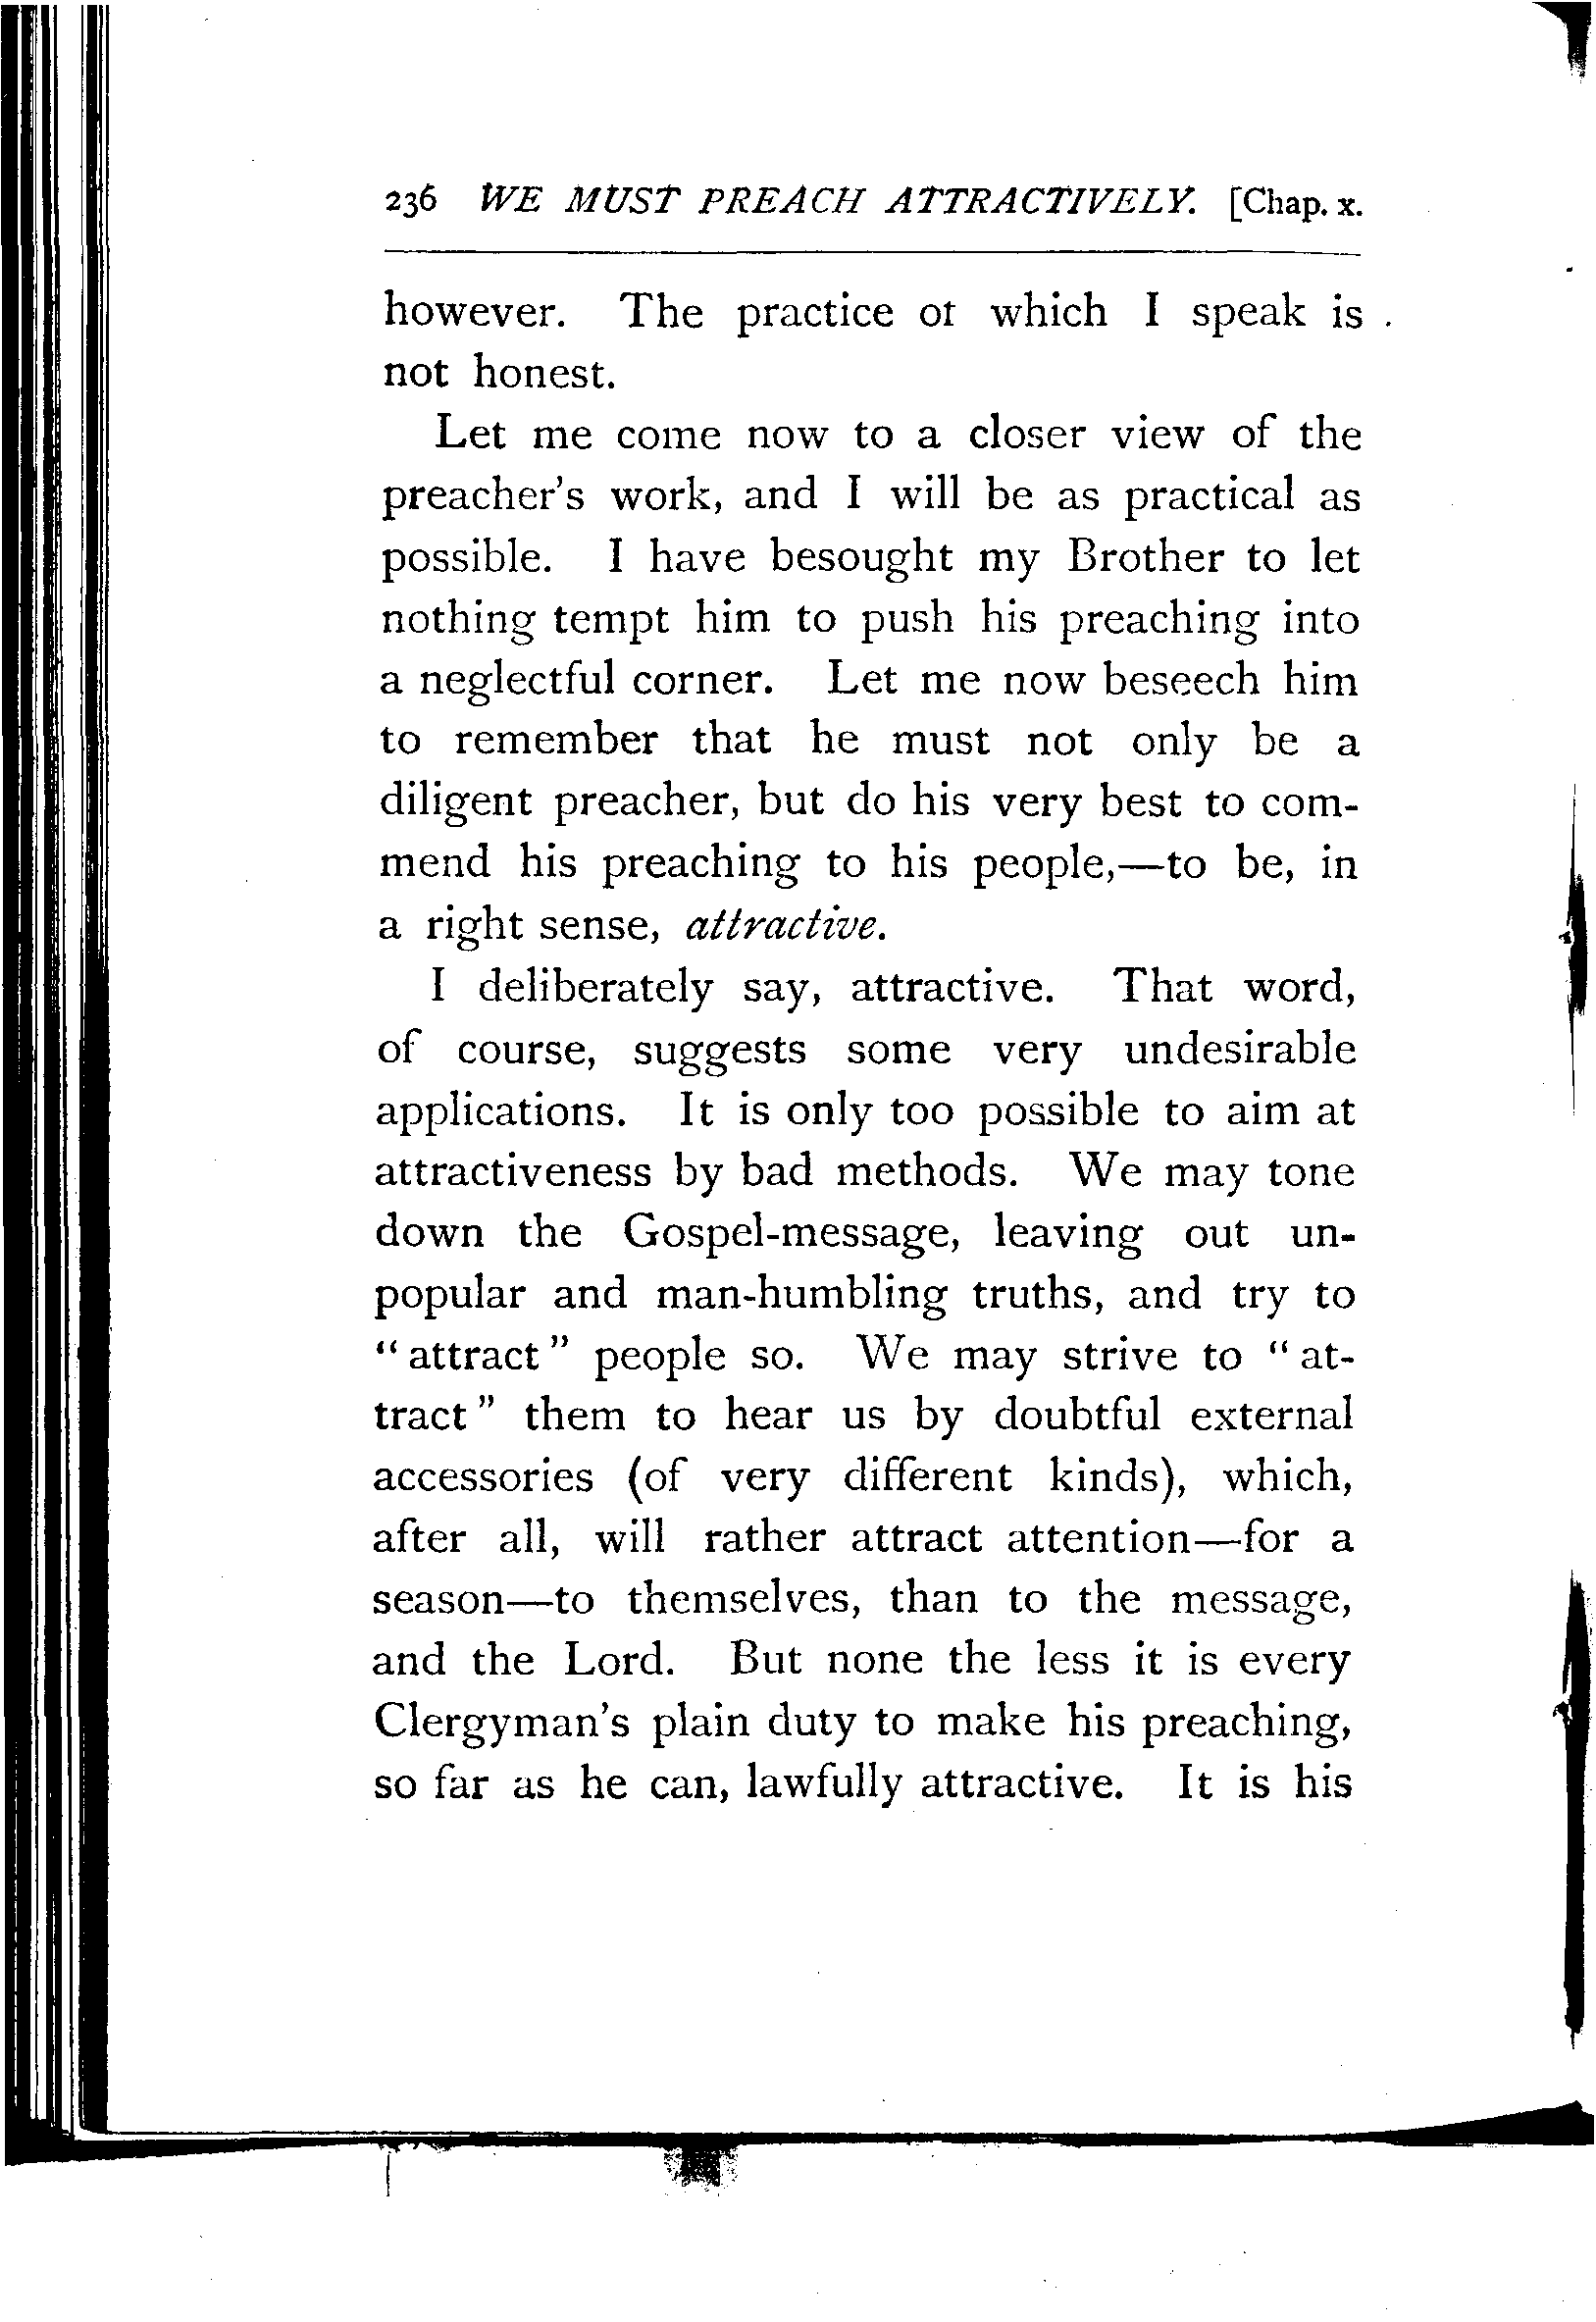 236 WE MUST PREACH ATTRACTIVELY. [Chap. x.
however. The practice of which I speak is
not honest.
Let me come now to a closer view of the
preacher's work, and I will be as practical as
possible. I have besought my Brother to let
nothing tempt him to push his preaching into
a neglectful corner. Let me now beseech him
to remember that he must not only be a
diligent preacher, but do his very best to com-
mend his preaching to his people,—to be, in
a right sense, attractive.
I deliberately say, attractive. That word,
of course, suggests some very undesirable
applications. It is only too possible to aim at
attractiveness by bad methods. We may tone
down the Gospel-message, leaving out un-
popular and man-humbling truths, and try to
"attract" people so. We may strive to "at-
tract" them to hear us by doubtful external
accessories (of very different kinds), which,
after all, will rather attract attention—for a
season—to themselves, than to the message,
and the Lord. But none the less it is every
Clergyman's plain duty to make his preaching,
so far as he can, lawfully attractive. It is his